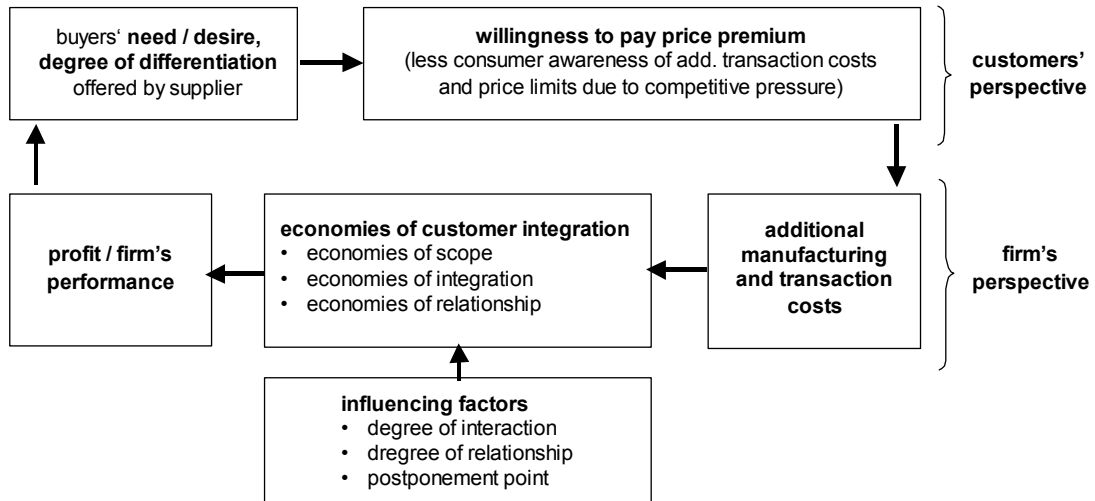 buyers‘ need / desire,
degree of differentiation
offered by supplier
willingness to pay price premium
(less consumer awareness of add. transaction costs
and price limits due to competitive pressure)
customers’
perspective
profit / firm’s
performance
economies of customer integration
• economies of scope
• economies of integration
• economies of relationship
additional
manufacturing
and transaction
costs
firm’s
perspective
influencing factors
• degree of interaction
• dregree of relationship
• postponement point